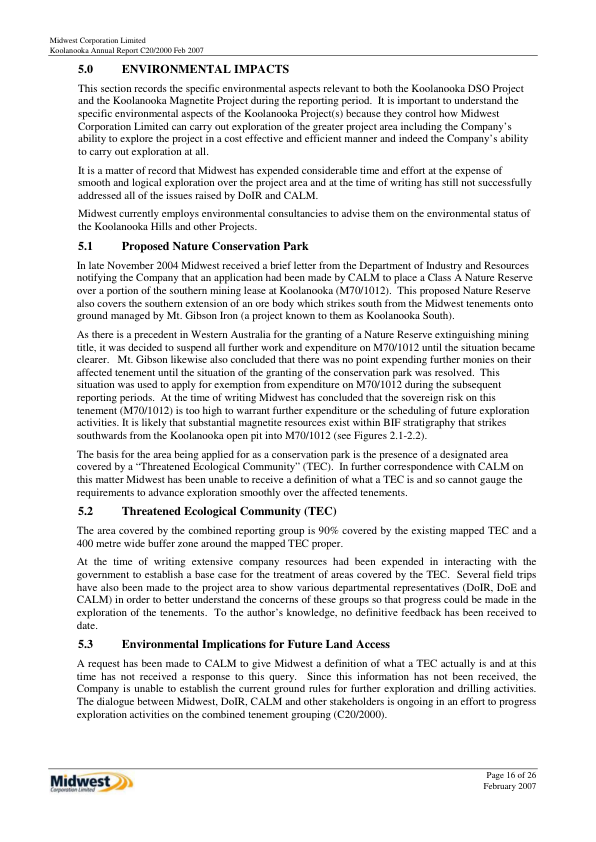 Midwest Corporation Limited
Koolanooka Annual Report C20/2000 Feb 2007
5.0 ENVIRONMENTAL IMPACTS
This section records the specific environmental aspects relevant to both the Koolanooka DSO Project
and the Koolanooka Magnetite Project during the reporting period. It is important to understand the
specific environmental aspects of the Koolanooka Project(s) because they control how Midwest
Corporation Limited can carry out exploration of the greater project area including the Company's
ability to explore the project in a cost effective and efficient manner and indeed the Company's ability
to carry out exploration at all.
It is a matter of record that Midwest has expended considerable time and effort at the expense of
smooth and logical exploration over the project area and at the time of writing has still not successfully
addressed all of the issues raised by DoIR and CALM.
Midwest currently employs environmental consultancies to advise them on the environmental status of
the Koolanooka Hills and other Projects.
5.1 Proposed Nature Conservation Park
In late November 2004 Midwest received a brief letter from the Department of Industry and Resources
notifying the Company that an application had been made by CALM to place a Class A Nature Reserve
over a portion of the southern mining lease at Koolanooka (M70/1012). This proposed Nature Reserve
also covers the southern extension of an ore body which strikes south from the Midwest tenements onto
ground managed by Mt. Gibson Iron (a project known to them as Koolanooka South).
As there is a precedent in Western Australia for the granting of a Nature Reserve extinguishing mining
title, it was decided to suspend all further work and expenditure on M70/1012 until the situation became
clearer. Mt. Gibson likewise also concluded that there was no point expending further monies on their
affected tenement until the situation of the granting of the conservation park was resolved. This
situation was used to apply for exemption from expenditure on M70/1012 during the subsequent
reporting periods. At the time of writing Midwest has concluded that the sovereign risk on this
tenement (M70/1012) is too high to warrant further expenditure or the scheduling of future exploration
activities. It is likely that substantial magnetite resources exist within BIF stratigraphy that strikes
southwards from the Koolanooka open pit into M70/1012 (see Figures 2.1-2.2).
The basis for the area being applied for as a conservation park is the presence of a designated area
covered by a "Threatened Ecological Community" (TEC). In further correspondence with CALM on
this matter Midwest has been unable to receive a definition of what a TEC is and so cannot gauge the
requirements to advance exploration smoothly over the affected tenements.
5.2 Threatened Ecological Community (TEC)
The area covered by the combined reporting group is 90% covered by the existing mapped TEC and a
400 metre wide buffer zone around the mapped TEC proper.
At the time of writing extensive company resources had been expended in interacting with the
government to establish a base case for the treatment of areas covered by the TEC. Several field trips
have also been made to the project area to show various departmental representatives (DoIR, DoE and
CALM) in order to better understand the concerns of these groups so that progress could be made in the
exploration of the tenements. To the author's knowledge, no definitive feedback has been received to
date.
5.3 Environmental Implications for Future Land Access
A request has been made to CALM to give Midwest a definition of what a TEC actually is and at this
time has not received a response to this query. Since this information has not been received, the
Company is unable to establish the current ground rules for further exploration and drilling activities.
The dialogue between Midwest, DoIR, CALM and other stakeholders is ongoing in an effort to progress
exploration activities on the combined tenement grouping (C20/2000).
Midwest
Corporation Limited
Page 16 of 26
February 2007